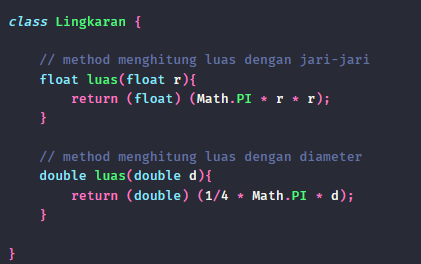 class Lingkaran {
// method menghitung luas dengan jari-jari
float luas(float r){
return (float) (Math.PI * r * r);
}
// method menghitung luas dengan diameter
double luas(double d){
return (double) (1/4 * Math.PI * d);
}
}